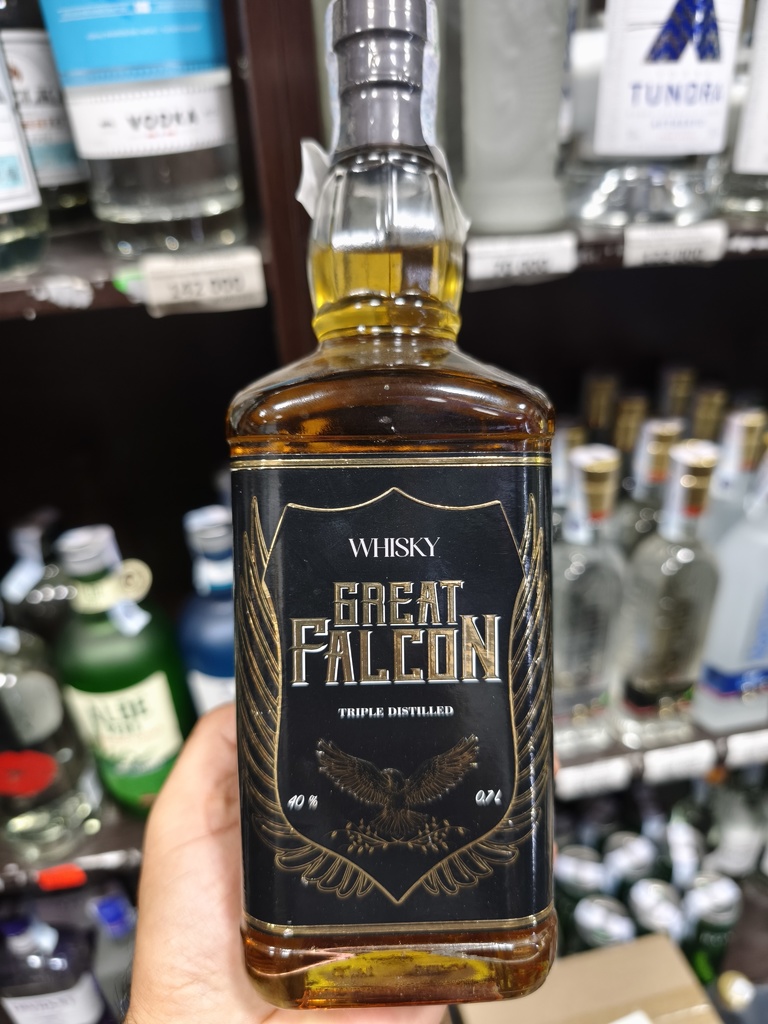 VODKA
TUNDRA
WHISKY
GREAT
FALCON
TRIPLE DISTILLED
40 %
0,7 L